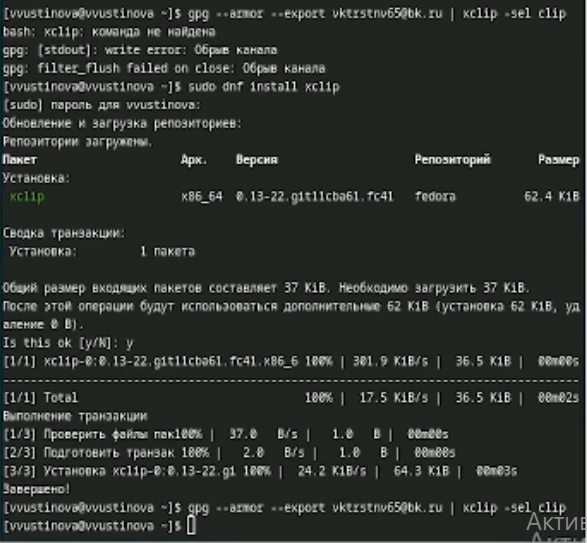 [vvustinova@vvustinova ~]$ gpg --armor --export vktrstnv65@bk.ru | xclip -sel clip
bash: xclip: команда не найдена
gpg: [stdout]: write error: Обрыв канала
gpg: filter_flush failed on close: Обрыв канала
[vvustinova@vvustinova ~]$ sudo dnf install xclip
[sudo] пароль для vvustinova:
Обновление и загрузка репозиториев:
Репозитории загружены.
Пакет Арх. Версия Репозиторий Размер
Установка:
xclip x86_64 0.13-22.git11cba61.fc41 fedora 62.4 KiB
Сводка транзакции:
Установка: 1 пакета
Общий размер входящих пакетов составляет 37 KiB. Необходимо загрузить 37 KiB.
После этой операции будут использоваться дополнительные 62 KiB (установка 62 KiB, уд
аление 0 B).
Is this ok [y/N]: y
[1/1] xclip-0:0.13-22.git11cba61.fc41.x86_6 100% | 301.9 KiB/s | 36.5 KiB | 00m00s
--------------------------------------------------------------------------------
[1/1] Total 100% | 17.5 KiB/s | 36.5 KiB | 00m02s
Выполнение транзакции
[1/3] Проверить файлы пак100% | 37.0 B/s | 1.0 B | 00m00s
[2/3] Подготовить транзак 100% | 2.0 B/s | 1.0 B | 00m00s
[3/3] Установка xclip-0:0.13-22.gi 100% | 24.2 KiB/s | 64.3 KiB | 00m03s
Завершено!
[vvustinova@vvustinova ~]$ gpg --armor --export vktrstnv65@bk.ru | xclip -sel clip
[vvustinova@vvustinova ~]$
Актив